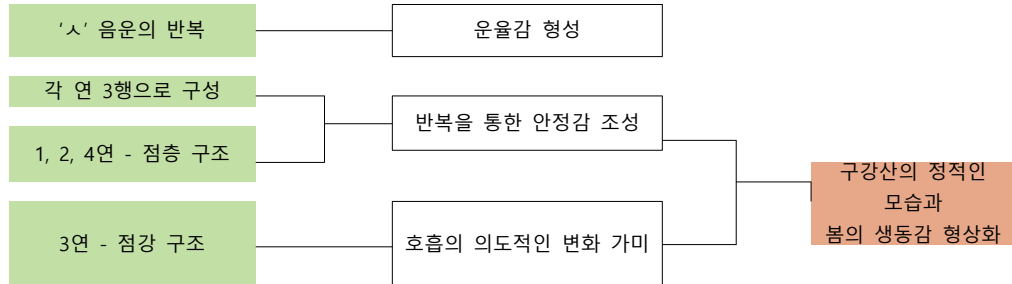 ‘ㅅ’ 음운의 반복
운율감 형성
각 연 3행으로 구성
1, 2, 4연 - 점층 구조
반복을 통한 안정감 조성
3연 - 점강 구조
호흡의 의도적인 변화 가미
구강산의 정적인
모습과
봄의 생동감 형상화